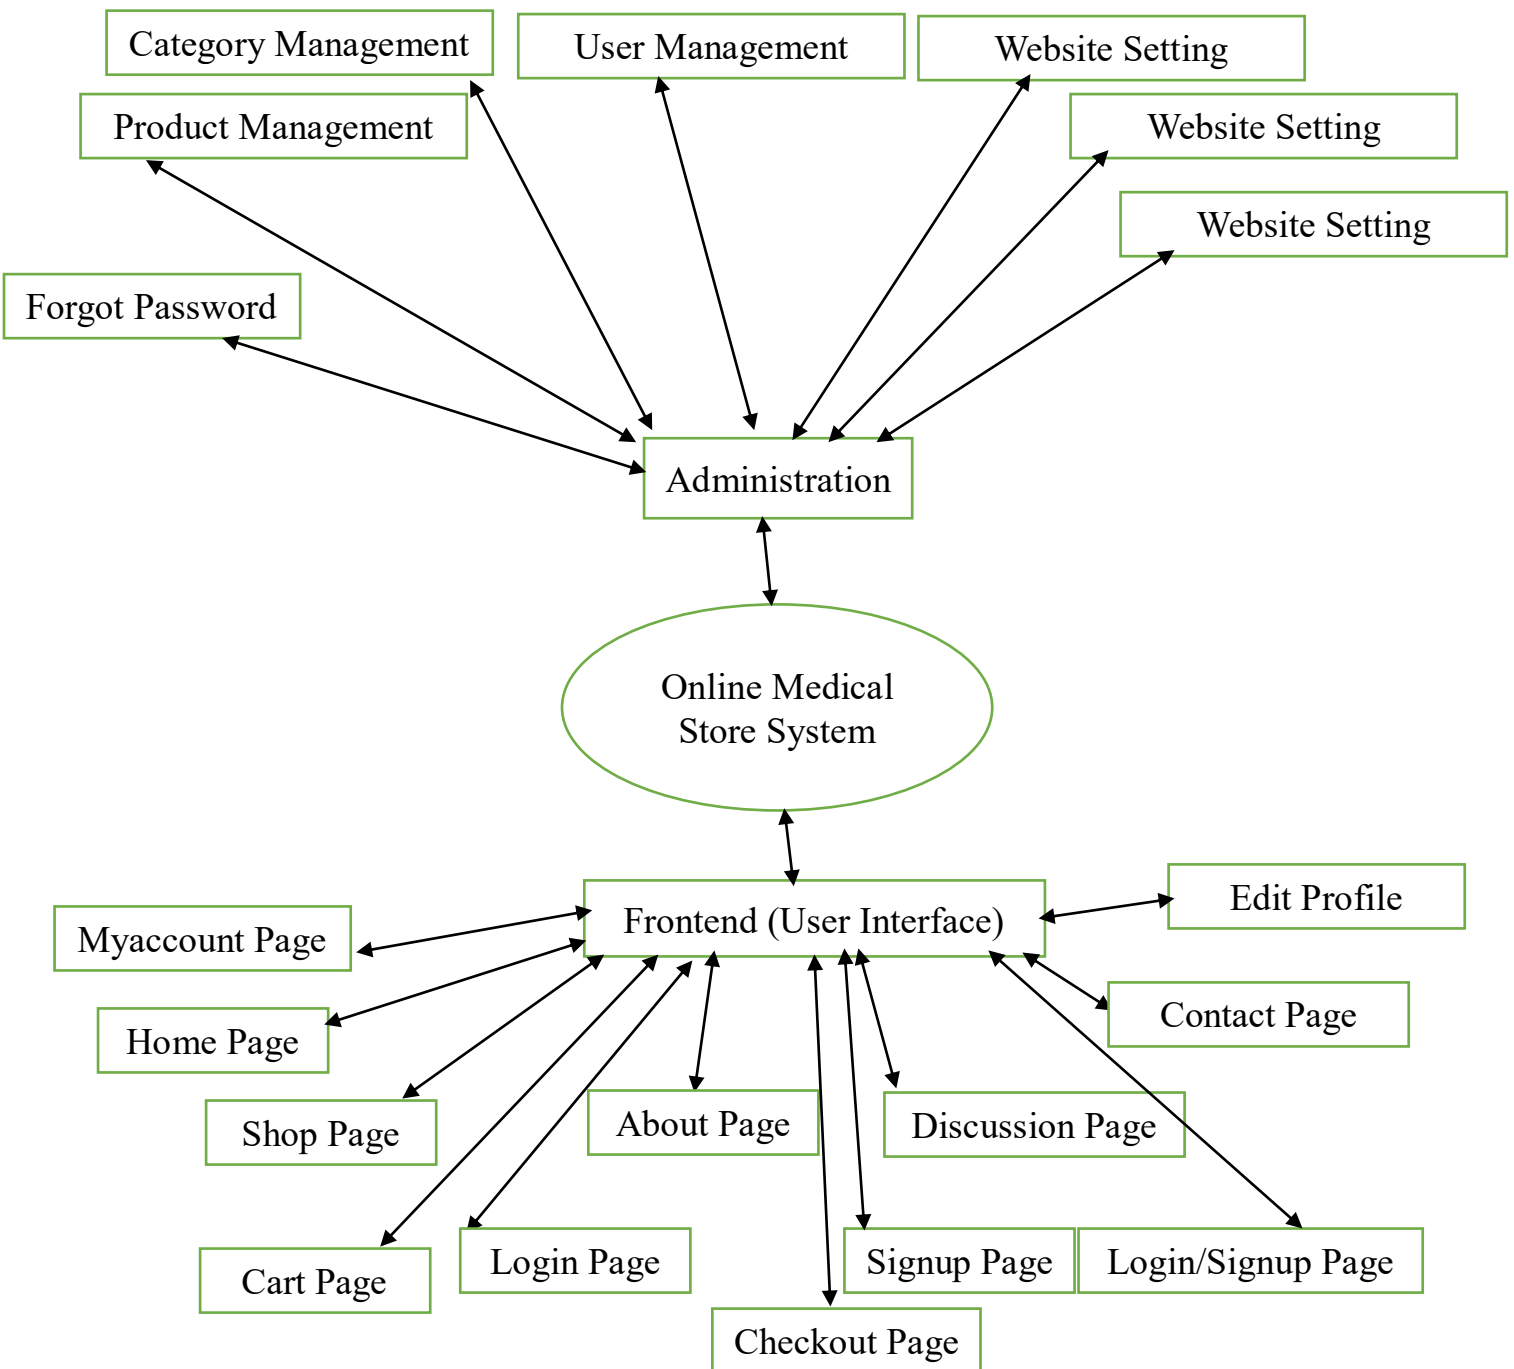 Category Management
User Management
Website Setting
Product Management
Website Setting
Website Setting
Forgot Password
Administration
Online Medical
Store System
Edit Profile
Frontend (User Interface)
Myaccount Page
Contact Page
Home Page
Shop Page
About Page
Discussion Page
Cart Page
Login Page
Signup Page
Login/Signup Page
Checkout Page